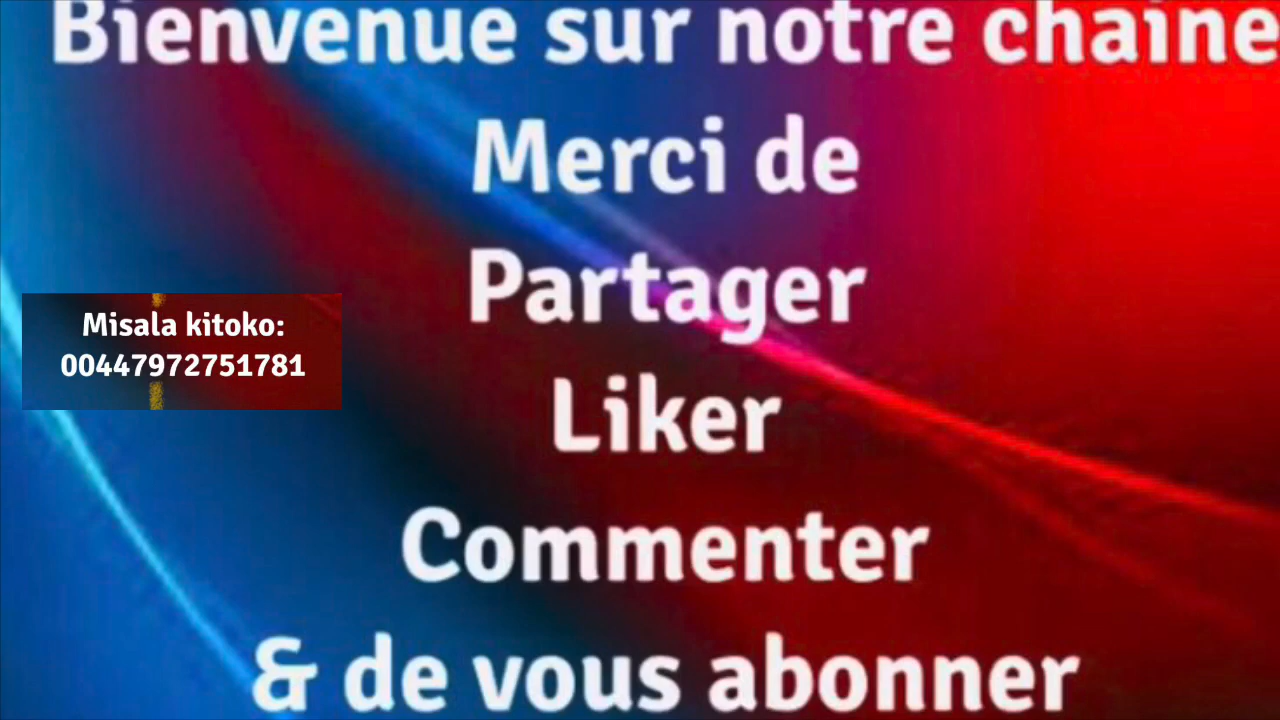 Bienvenue sur notre chaine
Merci de
Partager
Liker
Commenter
& de vous abonner
Misala kitoko:
00447972751781